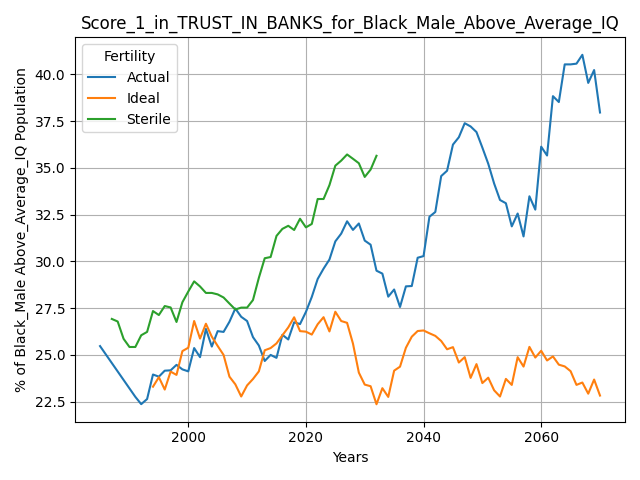 Score_1_in_TRUST_IN_BANKS_for_Black_Male_Above_Average_IQ
Fertility
Actual
Ideal
Sterile
% of Black_Male Above_Average_IQ Population
40.0
37.5
35.0
32.5
30.0
27.5
25.0
22.5
2000
2020
2040
2060
Years